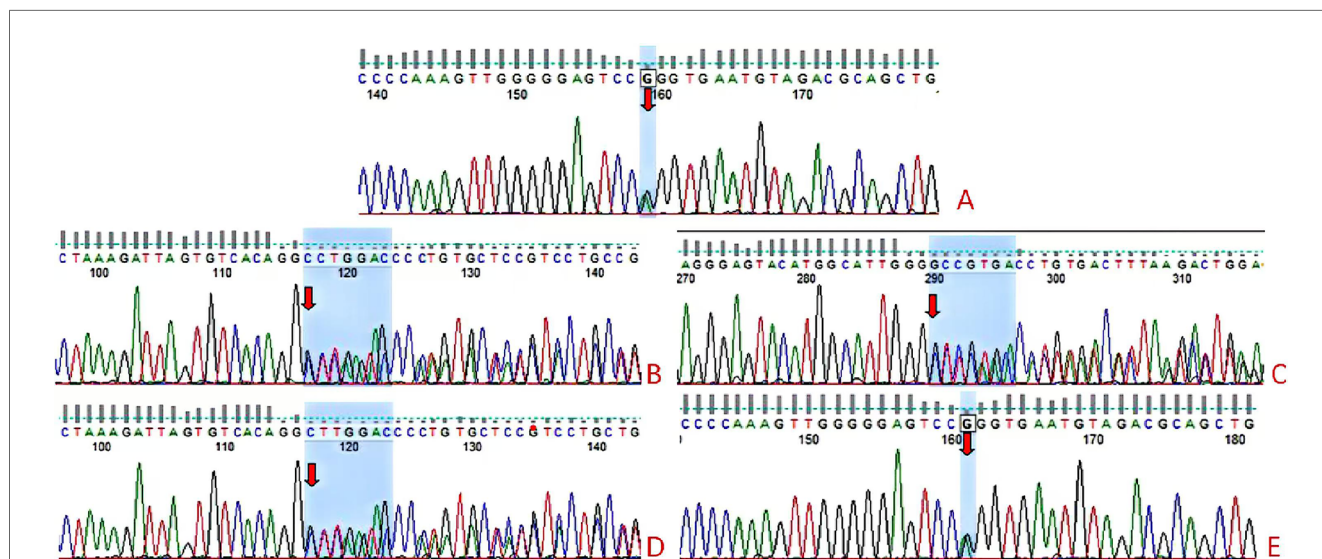 CCCCAAAGTTGGGGGAGTCCGGGTGAATGTAGACGCAGCTG
140 150 160 170
A
CTAAAGATTAGTGTCACAGGCCTGGACCCCTGTGCTCCGTCCTGCCG
100 110 120 130 140
B
AGGGAGTACATGGCATTGGGGCCGTGACCTGTGACTTTAAGACTGGA
270 280 290 300 310
C
CTAAAGATTAGTGTCACAGGCTTGGACCCCTGTGCTCCGTCCTGCTG
100 110 120 130 140
D
CCCCAAAGTTGGGGGAGTCCGGGTGAATGTAGACGCAGCTG
0 150 160 170 180
E